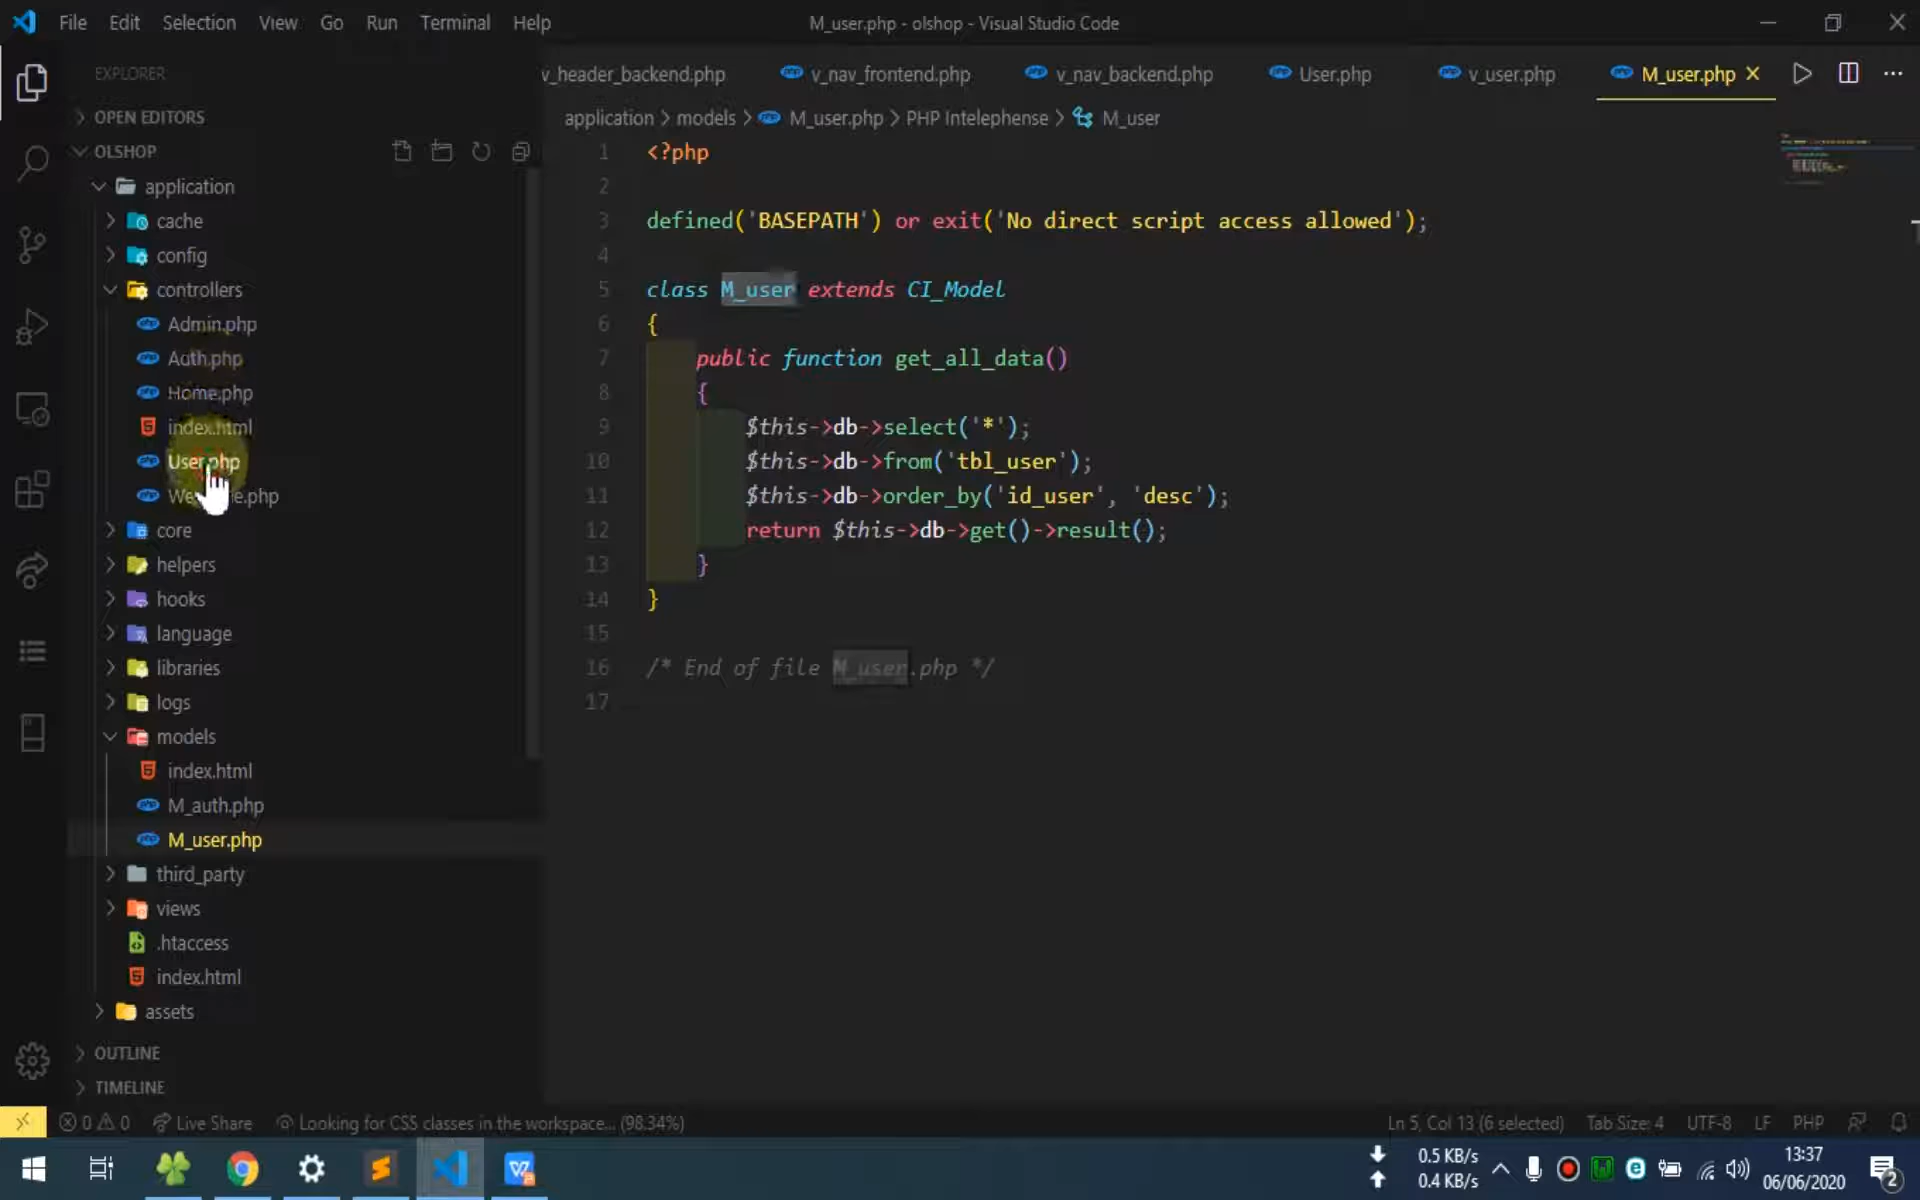 File Edit Selection View Go Run Terminal Help
M_user.php - olshop - Visual Studio Code
EXPLORER
v_header_backend.php
v_nav_frontend.php
v_nav_backend.php
User.php
v_user.php
M_user.php
OPEN EDITORS
application > models > M_user.php > PHP Intelephense > M_user
OLSHOP
application
cache
config
controllers
Admin.php
Auth.php
Home.php
index.html
User.php
core
helpers
hooks
language
libraries
logs
models
index.html
M_auth.php
M_user.php
third_party
views
.htaccess
index.html
assets
OUTLINE
TIMELINE
1 <?php
2
3 defined('BASEPATH') or exit('No direct script access allowed');
4
5 class M_user extends CI_Model
6 {
7 public function get_all_data()
8 {
9 $this->db->select('*');
10 $this->db->from('tbl_user');
11 $this->db->order_by('id_user', 'desc');
12 return $this->db->get()->result();
13 }
14 }
15
16 /* End of file M_user.php */
17
0 0 Live Share Looking for CSS classes in the workspace... (98.34%)
Ln 5, Col 13 (6 selected) Tab Size: 4 UTF-8 LF PHP
0.5 KB/s
0.4 KB/s
13:37
06/06/2020
2